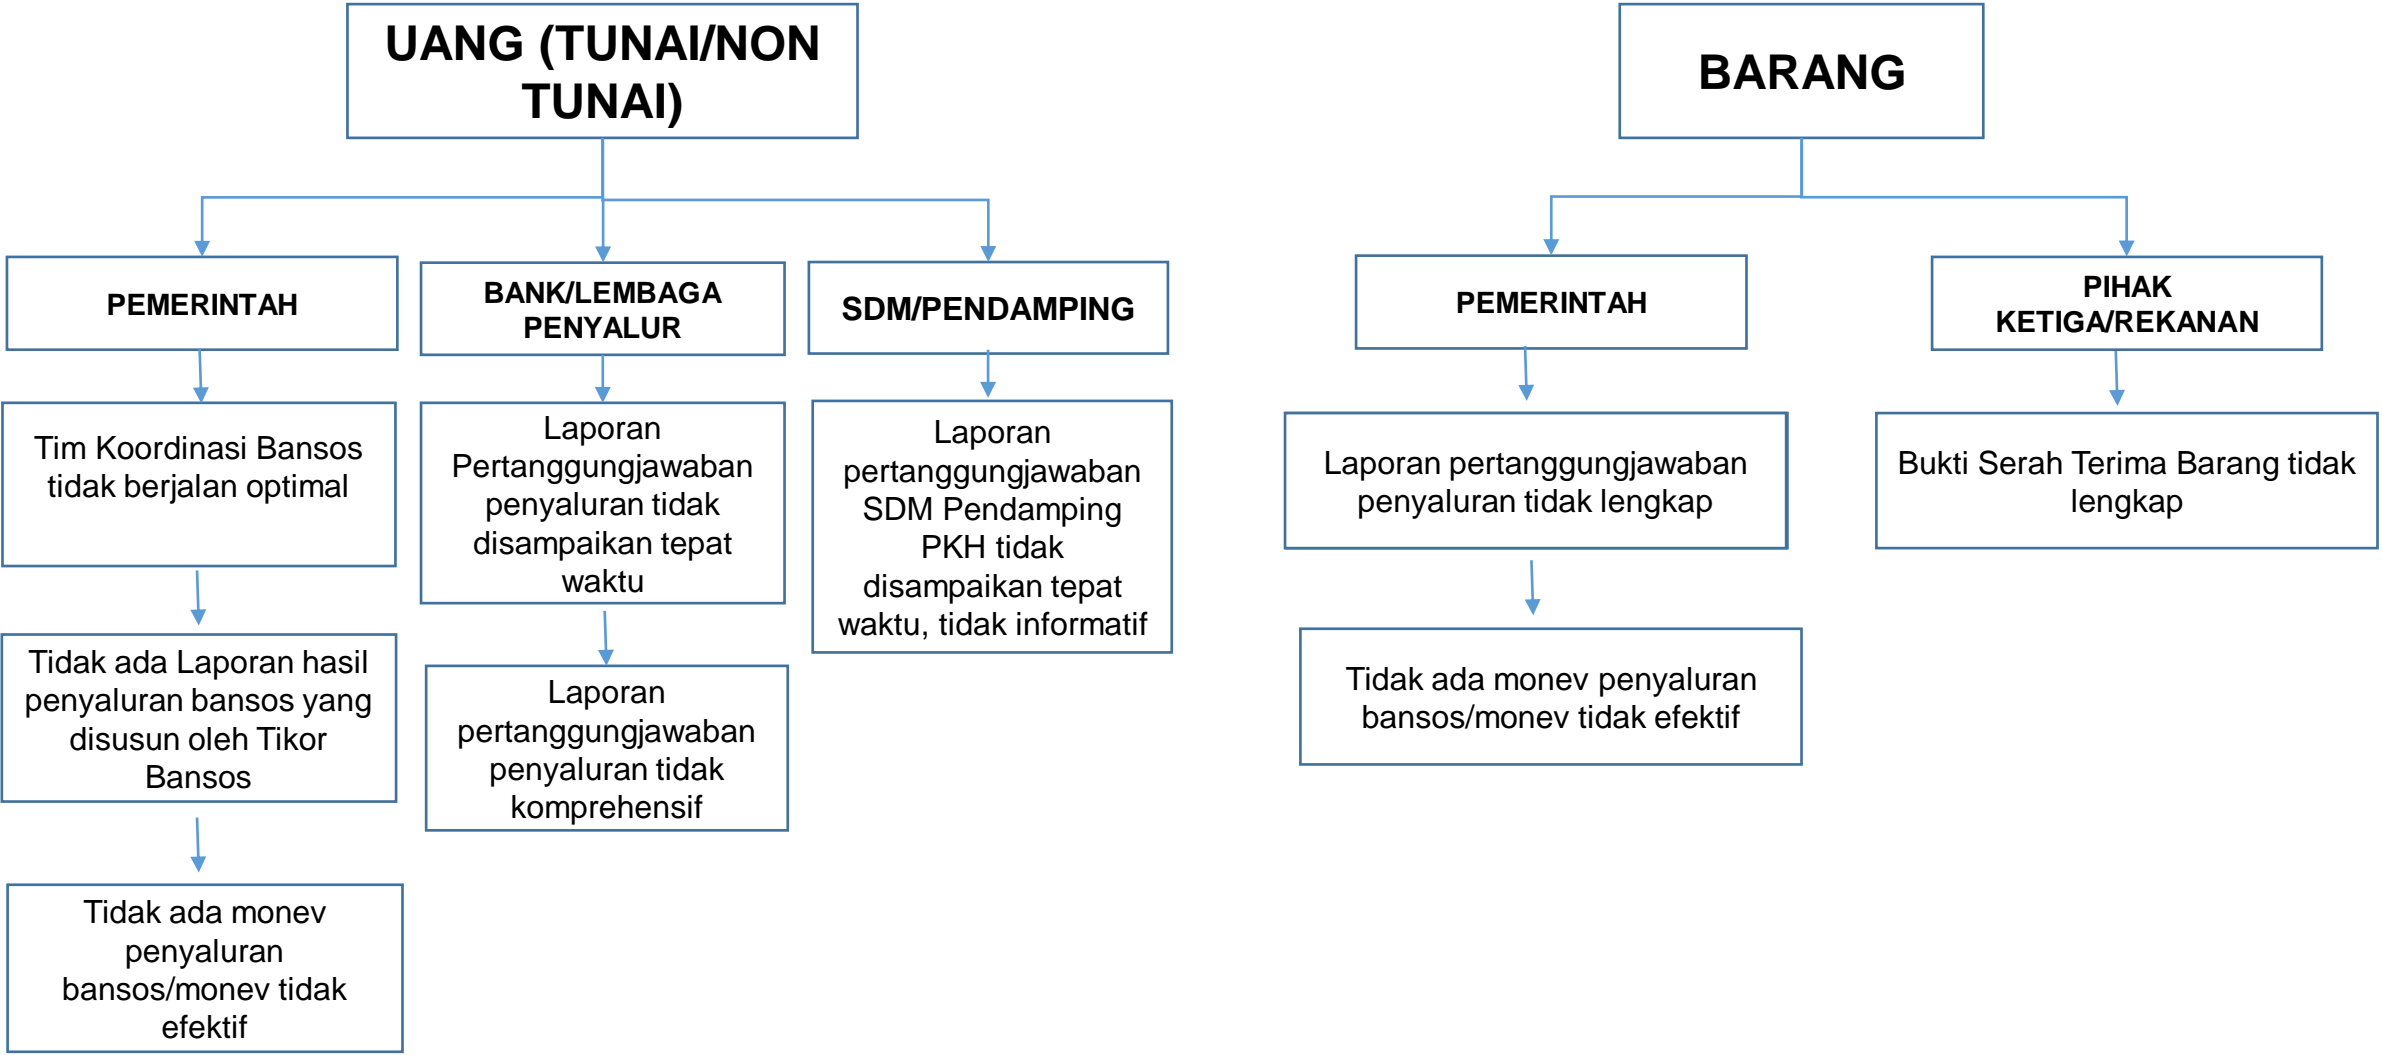 UANG (TUNAI/NON
TUNAI)
BARANG
PEMERINTAH
BANK/LEMBAGA
PENYALUR
SDM/PENDAMPING
PEMERINTAH
PIHAK
KETIGA/REKANAN
Tim Koordinasi Bansos
tidak berjalan optimal
Laporan
Pertanggungjawaban
penyaluran tidak
disampaikan tepat
waktu
Laporan
pertanggungjawaban
SDM Pendamping
PKH tidak
disampaikan tepat
waktu, tidak informatif
Laporan pertanggungjawaban
penyaluran tidak lengkap
Bukti Serah Terima Barang tidak
lengkap
Tidak ada Laporan hasil
penyaluran bansos yang
disusun oleh Tikor
Bansos
Laporan
pertanggungjawaban
penyaluran tidak
komprehensif
Tidak ada monev penyaluran
bansos/monev tidak efektif
Tidak ada monev
penyaluran
bansos/monev tidak
efektif